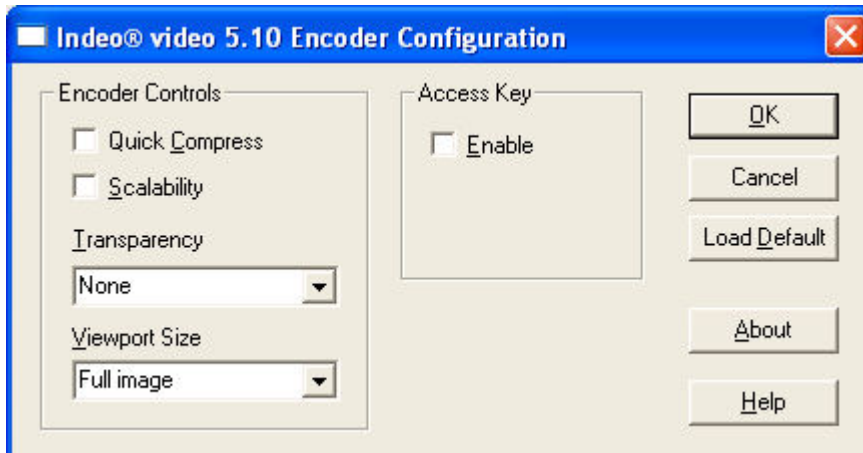 Indeo® video 5.10 Encoder Configuration
Encoder Controls
Quick Compress
Scalability
Transparency
None
Viewport Size
Full image
Access Key
Enable
OK
Cancel
Load Default
About
Help